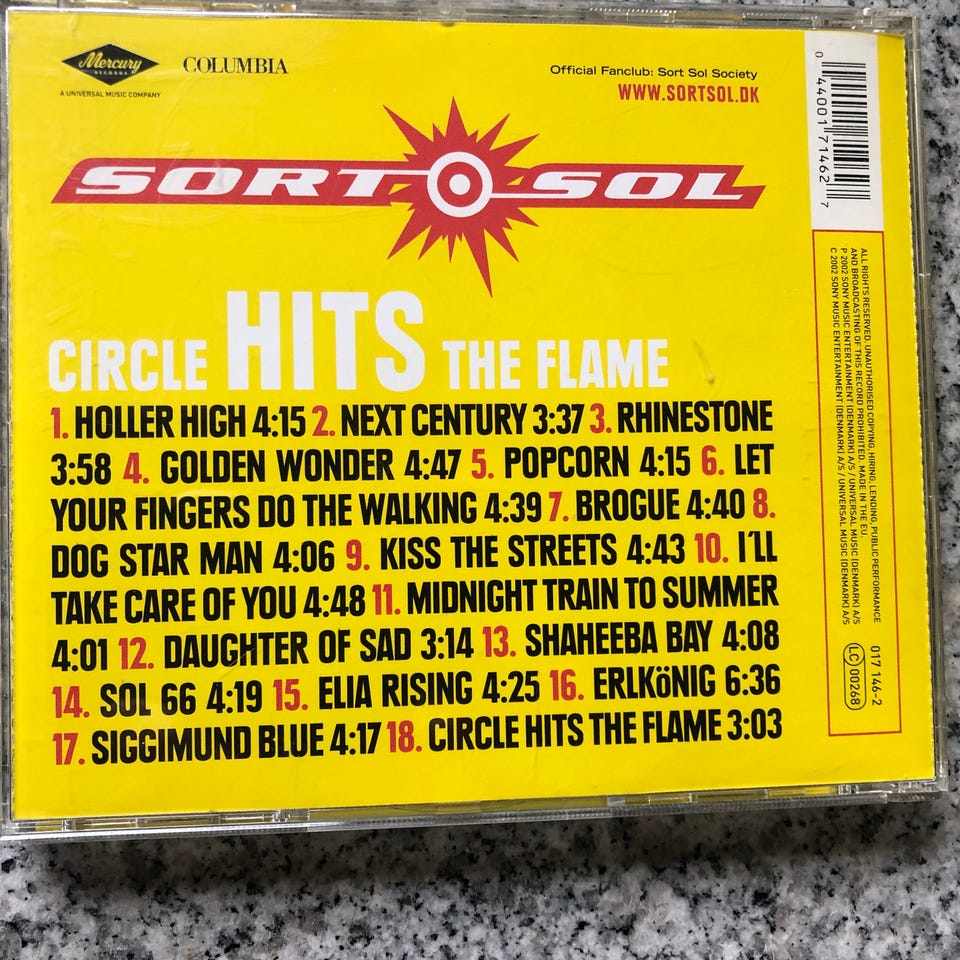 Mercury
RECORDS
A UNIVERSAL MUSIC COMPANY
COLUMBIA
Official Fanclub: Sort Sol Society
WWW.SORTSOL.DK
SORT SOL
CIRCLE HITS THE FLAME
1. HOLLER HIGH 4:15 2. NEXT CENTURY 3:37 3. RHINESTONE
3:58 4. GOLDEN WONDER 4:47 5. POPCORN 4:15 6. LET
YOUR FINGERS DO THE WALKING 4:39 7. BROGUE 4:40 8.
DOG STAR MAN 4:06 9. KISS THE STREETS 4:43 10. I´LL
TAKE CARE OF YOU 4:48 11. MIDNIGHT TRAIN TO SUMMER
4:01 12. DAUGHTER OF SAD 3:14 13. SHAHEEBA BAY 4:08
14. SOL 66 4:19 15. ELIA RISING 4:25 16. ERLKöNIG 6:36
17. SIGGIMUND BLUE 4:17 18. CIRCLE HITS THE FLAME 3:03
0 44001 71462 7
ALL RIGHTS RESERVED. UNAUTHORISED COPYING, HIRING, LENDING, PUBLIC PERFORMANCE
AND BROADCASTING OF THIS RECORD PROHIBITED. MADE IN THE EU.
P 2002 SONY MUSIC ENTERTAINMENT (DENMARK) A/S / UNIVERSAL MUSIC (DENMARK) A/S
C 2002 SONY MUSIC ENTERTAINMENT (DENMARK) A/S / UNIVERSAL MUSIC (DENMARK) A/S
017 146-2
LC 00268